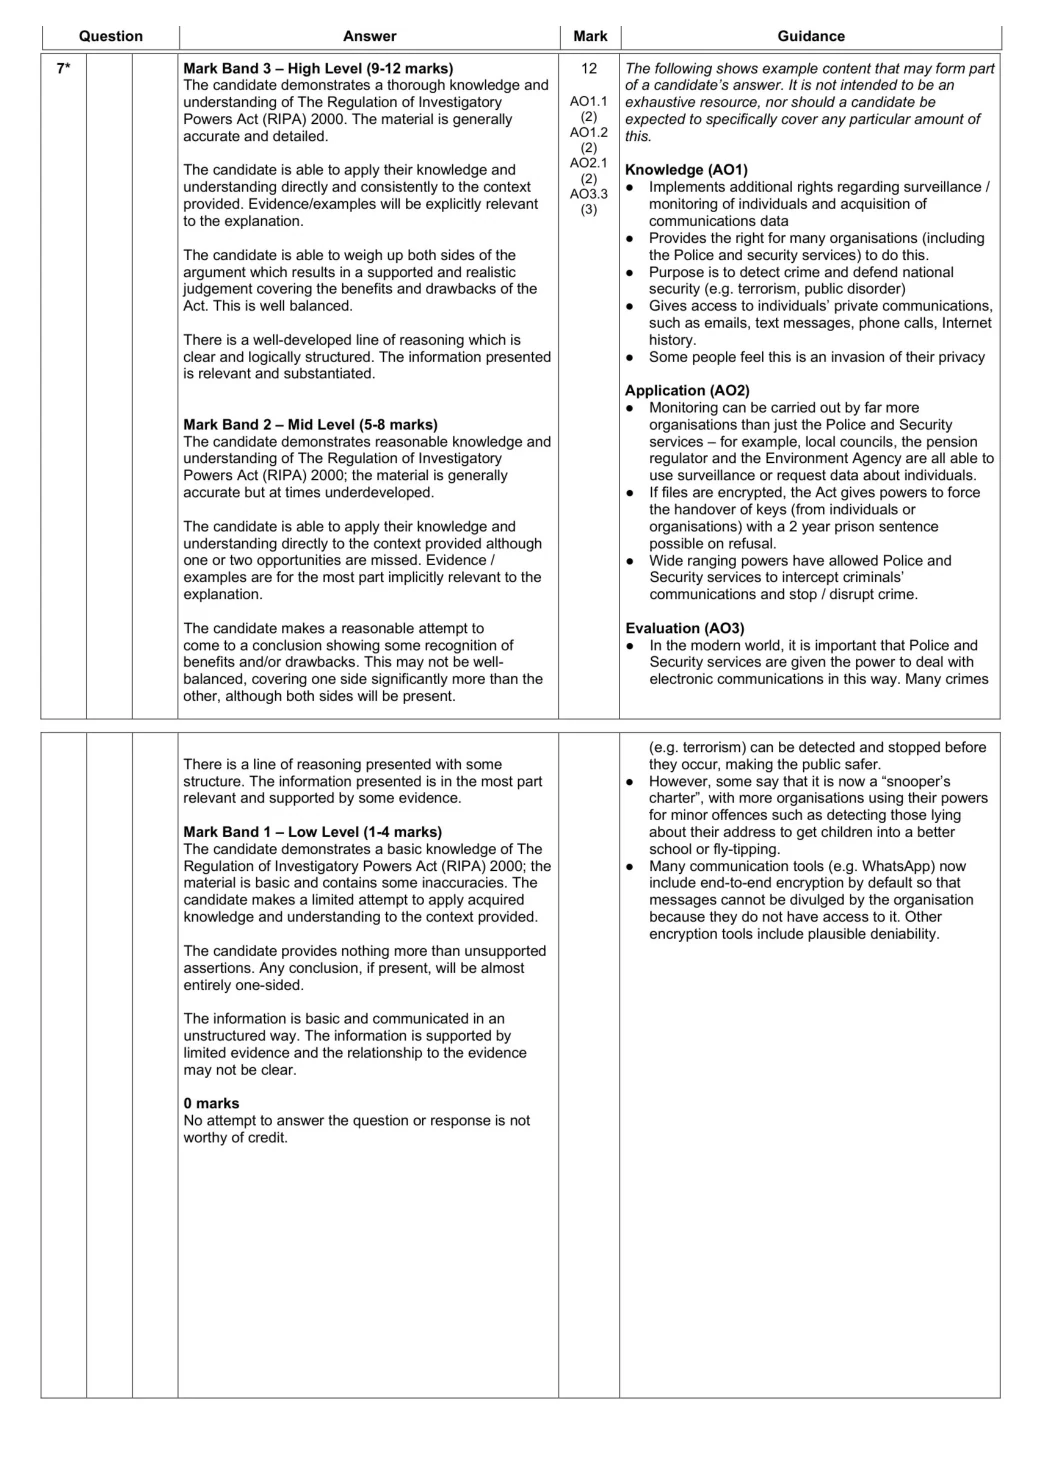 Question Answer Mark Guidance
7*
Mark Band 3 – High Level (9-12 marks)
The candidate demonstrates a thorough knowledge and
understanding of The Regulation of Investigatory
Powers Act (RIPA) 2000. The material is generally
accurate and detailed.
The candidate is able to apply their knowledge and
understanding directly and consistently to the context
provided. Evidence/examples will be explicitly relevant
to the explanation.
The candidate is able to weigh up both sides of the
argument which results in a supported and realistic
judgement covering the benefits and drawbacks of the
Act. This is well balanced.
There is a well-developed line of reasoning which is
clear and logically structured. The information presented
is relevant and substantiated.
Mark Band 2 – Mid Level (5-8 marks)
The candidate demonstrates reasonable knowledge and
understanding of The Regulation of Investigatory
Powers Act (RIPA) 2000; the material is generally
accurate but at times underdeveloped.
The candidate is able to apply their knowledge and
understanding directly to the context provided although
one or two opportunities are missed. Evidence /
examples are for the most part implicitly relevant to the
explanation.
The candidate makes a reasonable attempt to
come to a conclusion showing some recognition of
benefits and/or drawbacks. This may not be well-
balanced, covering one side significantly more than the
other, although both sides will be present.
12
AO1.1
(2)
AO1.2
(2)
AO2.1
(2)
AO3.3
(3)
The following shows example content that may form part
of a candidate's answer. It is not intended to be an
exhaustive resource, nor should a candidate be
expected to specifically cover any particular amount of
this.
Knowledge (AO1)
● Implements additional rights regarding surveillance /
monitoring of individuals and acquisition of
communications data
● Provides the right for many organisations (including
the Police and security services) to do this.
● Purpose is to detect crime and defend national
security (e.g. terrorism, public disorder)
● Gives access to individuals' private communications,
such as emails, text messages, phone calls, Internet
history.
● Some people feel this is an invasion of their privacy
Application (AO2)
● Monitoring can be carried out by far more
organisations than just the Police and Security
services – for example, local councils, the pension
regulator and the Environment Agency are all able to
use surveillance or request data about individuals.
● If files are encrypted, the Act gives powers to force
the handover of keys (from individuals or
organisations) with a 2 year prison sentence
possible on refusal.
● Wide ranging powers have allowed Police and
Security services to intercept criminals'
communications and stop / disrupt crime.
Evaluation (AO3)
● In the modern world, it is important that Police and
Security services are given the power to deal with
electronic communications in this way. Many crimes
There is a line of reasoning presented with some
structure. The information presented is in the most part
relevant and supported by some evidence.
Mark Band 1 – Low Level (1-4 marks)
The candidate demonstrates a basic knowledge of The
Regulation of Investigatory Powers Act (RIPA) 2000; the
material is basic and contains some inaccuracies. The
candidate makes a limited attempt to apply acquired
knowledge and understanding to the context provided.
The candidate provides nothing more than unsupported
assertions. Any conclusion, if present, will be almost
entirely one-sided.
The information is basic and communicated in an
unstructured way. The information is supported by
limited evidence and the relationship to the evidence
may not be clear.
0 marks
No attempt to answer the question or response is not
worthy of credit.
(e.g. terrorism) can be detected and stopped before
they occur, making the public safer.
● However, some say that it is now a "snooper's
charter", with more organisations using their powers
for minor offences such as detecting those lying
about their address to get children into a better
school or fly-tipping.
● Many communication tools (e.g. WhatsApp) now
include end-to-end encryption by default so that
messages cannot be divulged by the organisation
because they do not have access to it. Other
encryption tools include plausible deniability.